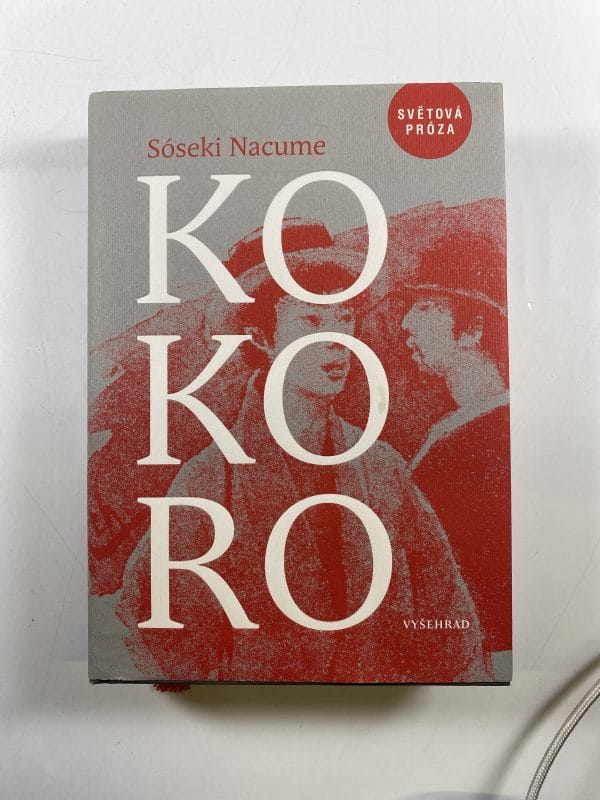 SVĚTOVÁ
PRÓZA
Sóseki Nacume
KO
KO
RO
VYŠEHRAD